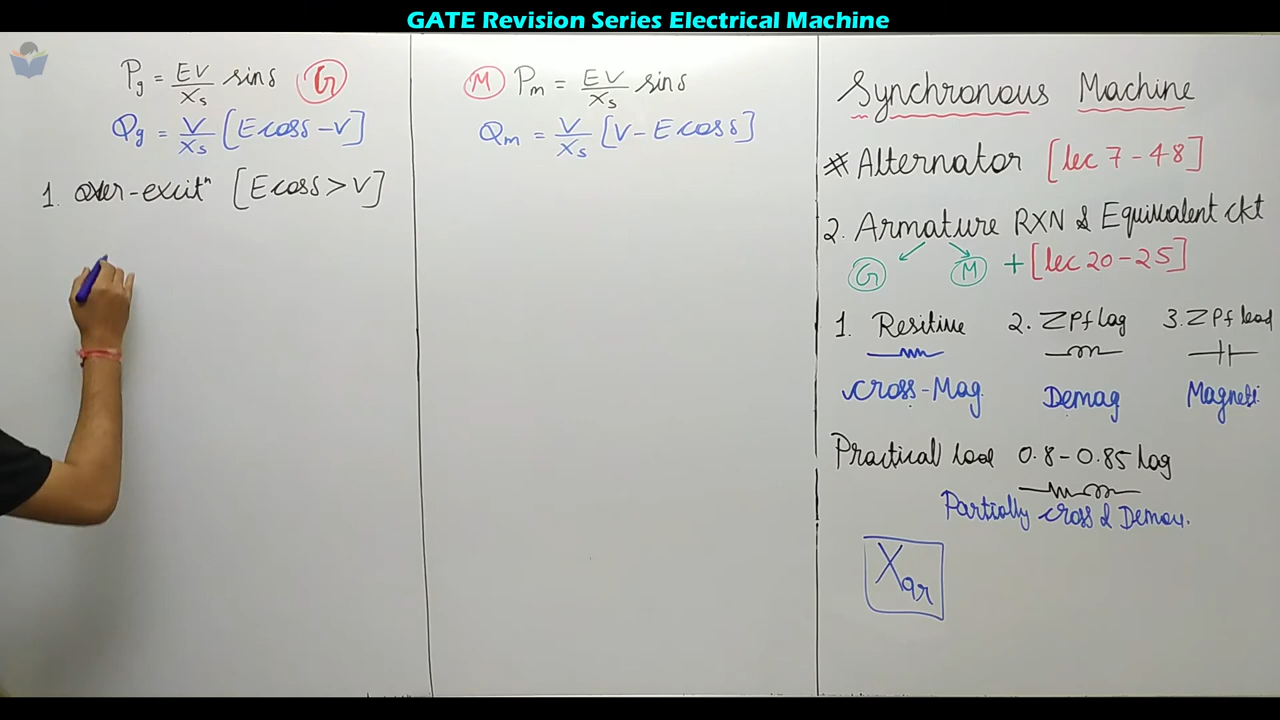 GATE Revision Series Electrical Machine
Pg = EV/Xs sinδ G
Qg = V/Xs [Ecosδ - V]
1. Over-excitⁿ [Ecosδ > V]
M Pm = EV/Xs sinδ
Qm = V/Xs [V - Ecosδ]
Synchronous Machine
# Alternator [lec 7 - 48]
2. Armature RXN & Equivalent ckt
G M + [lec 20 - 25]
1. Resitive 2. ZPf lag 3. ZPf lead
Cross-Mag. Demag Magneti.
Practical load 0.8 - 0.85 lag
Partially cross & Demag.
Xar